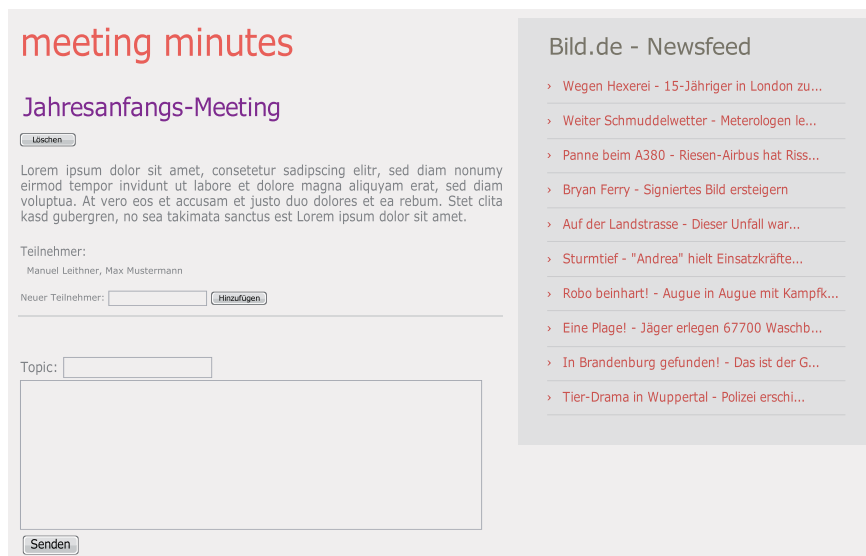 meeting minutes
Jahresanfangs-Meeting
Löschen
Lorem ipsum dolor sit amet, consetetur sadipscing elitr, sed diam nonumy
eirmod tempor invidunt ut labore et dolore magna aliquyam erat, sed diam
voluptua. At vero eos et accusam et justo duo dolores et ea rebum. Stet clita
kasd gubergren, no sea takimata sanctus est Lorem ipsum dolor sit amet.
Teilnehmer:
Manuel Leithner, Max Mustermann
Neuer Teilnehmer:
Hinzufügen
Topic:
Senden
Bild.de - Newsfeed
› Wegen Hexerei - 15-Jähriger in London zu...
› Weiter Schmuddelwetter - Meterologen le...
› Panne beim A380 - Riesen-Airbus hat Riss...
› Bryan Ferry - Signiertes Bild ersteigern
› Auf der Landstrasse - Dieser Unfall war...
› Sturmtief - "Andrea" hielt Einsatzkräfte...
› Robo beinhart! - Augue in Augue mit Kampfk...
› Eine Plage! - Jäger erlegen 67700 Waschb...
› In Brandenburg gefunden! - Das ist der G...
› Tier-Drama in Wuppertal - Polizei erschi...